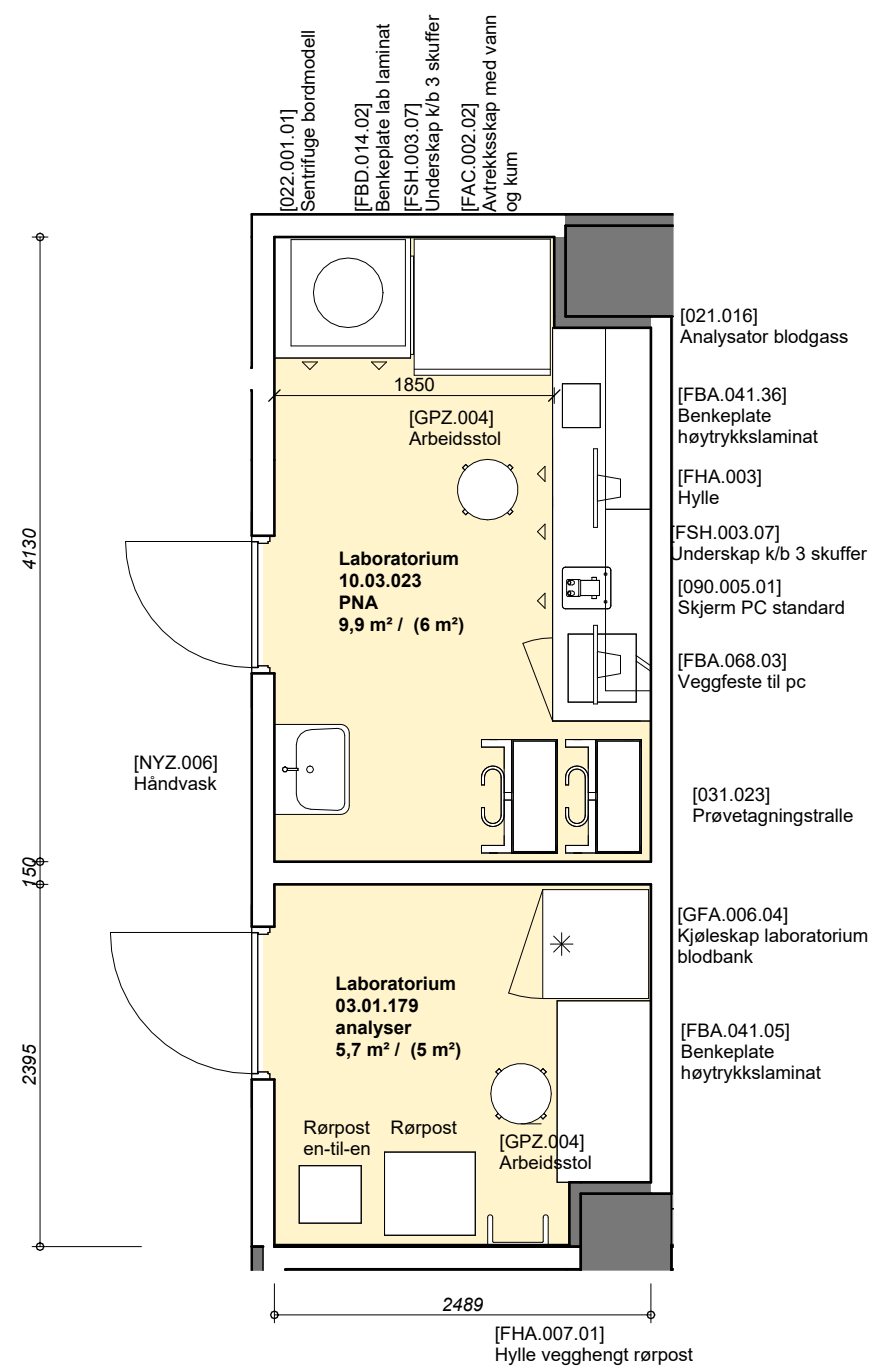 [022.001.01]
Sentrifuge bordmodell
[FBD.014.02]
Benkeplate lab laminat
[FSH.003.07]
Underskap k/b 3 skuffer
[FAC.002.02]
Avtrekksskap med vann
og kum
[021.016]
Analysator blodgass
1850
[FBA.041.36]
Benkeplate
høytrykkslaminat
[GPZ.004]
Arbeidsstol
[FHA.003]
Hylle
4130
[FSH.003.07]
Underskap k/b 3 skuffer
Laboratorium
10.03.023
PNA
9,9 m² / (6 m²)
[090.005.01]
Skjerm PC standard
[FBA.068.03]
Veggfeste til pc
[NYZ.006]
Håndvask
[031.023]
Prøvetagningstralle
150
[GFA.006.04]
Kjøleskap laboratorium
blodbank
Laboratorium
03.01.179
analyser
5,7 m² / (5 m²)
2395
[FBA.041.05]
Benkeplate
høytrykkslaminat
Rørpost
en-til-en
Rørpost
[GPZ.004]
Arbeidsstol
2489
[FHA.007.01]
Hylle vegghengt rørpost